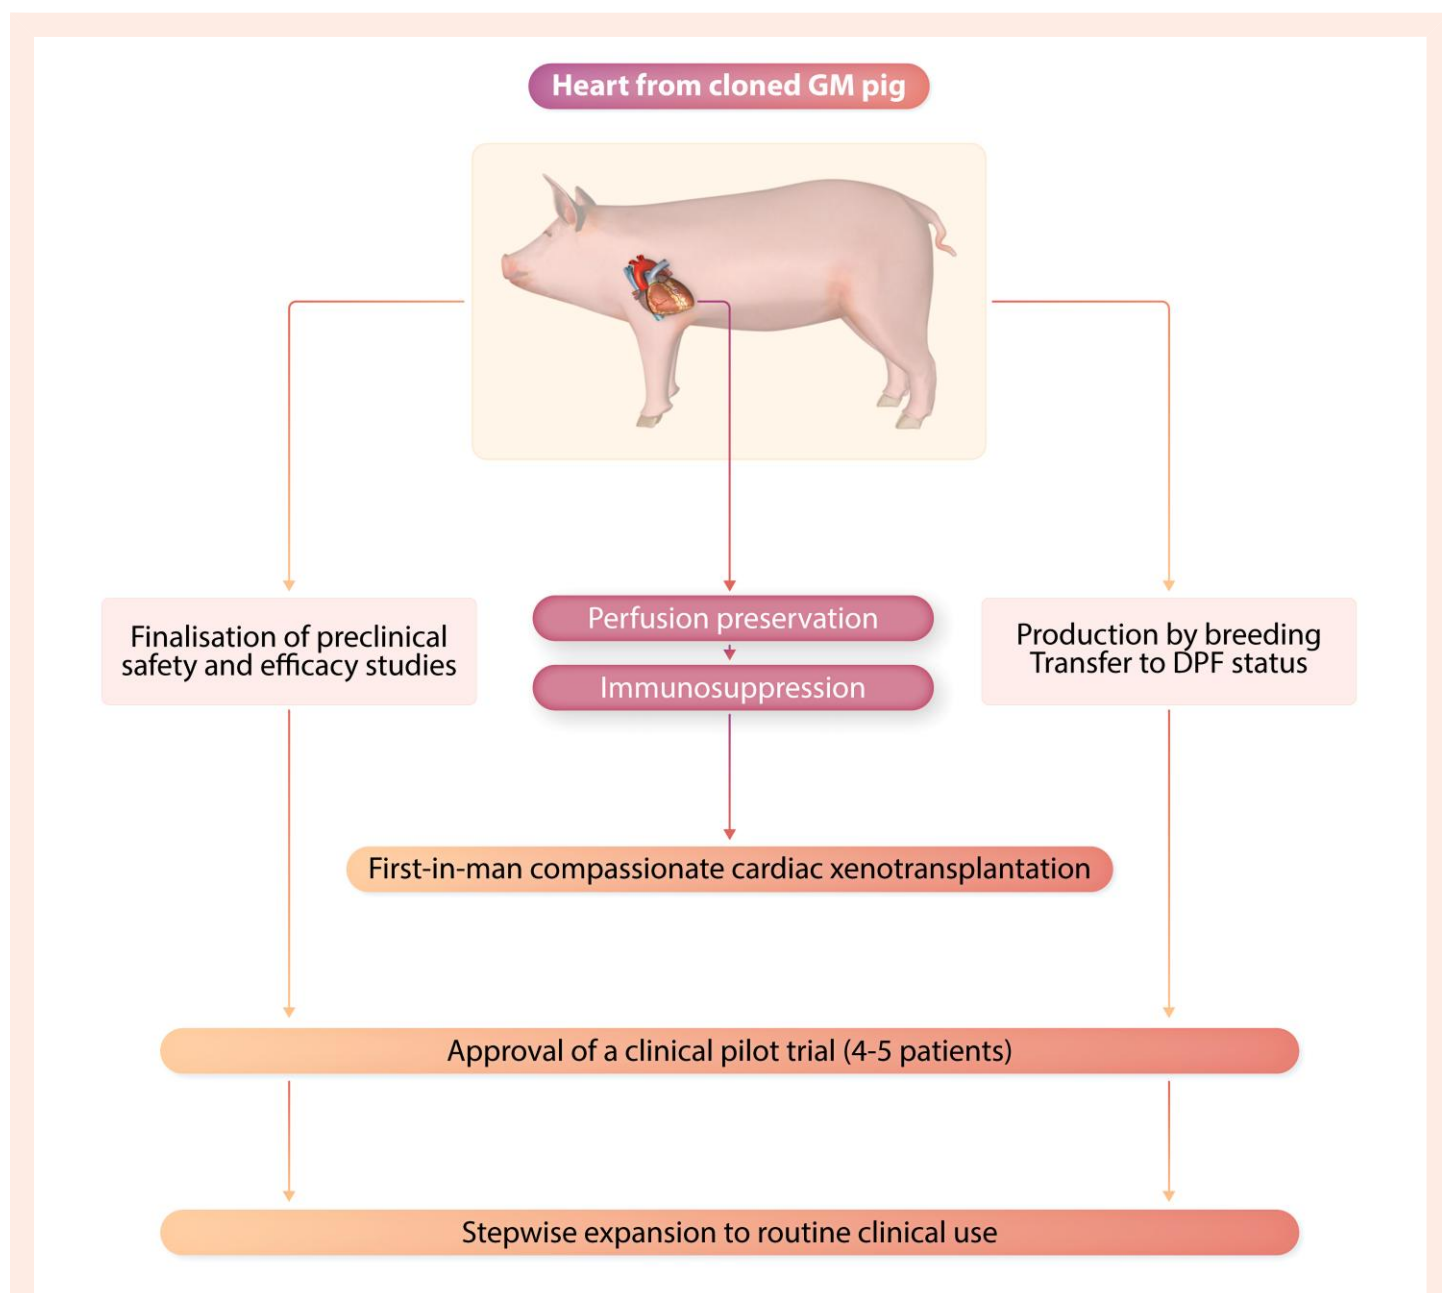 Heart from cloned GM pig
Finalisation of preclinical
safety and efficacy studies
Perfusion preservation
Immunosuppression
Production by breeding
Transfer to DPF status
First-in-man compassionate cardiac xenotransplantation
Approval of a clinical pilot trial (4-5 patients)
Stepwise expansion to routine clinical use